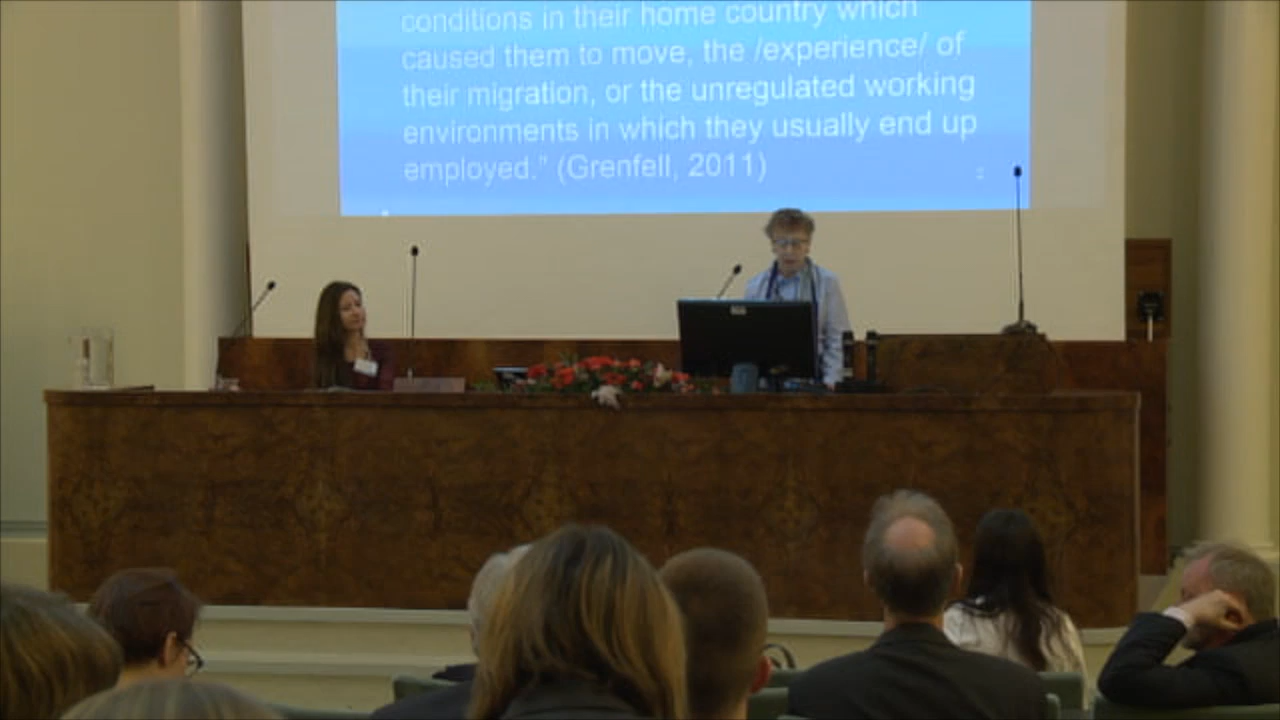 conditions in their home country which
caused them to move, the /experience/ of
their migration, or the unregulated working
environments in which they usually end up
employed." (Grenfell, 2011)